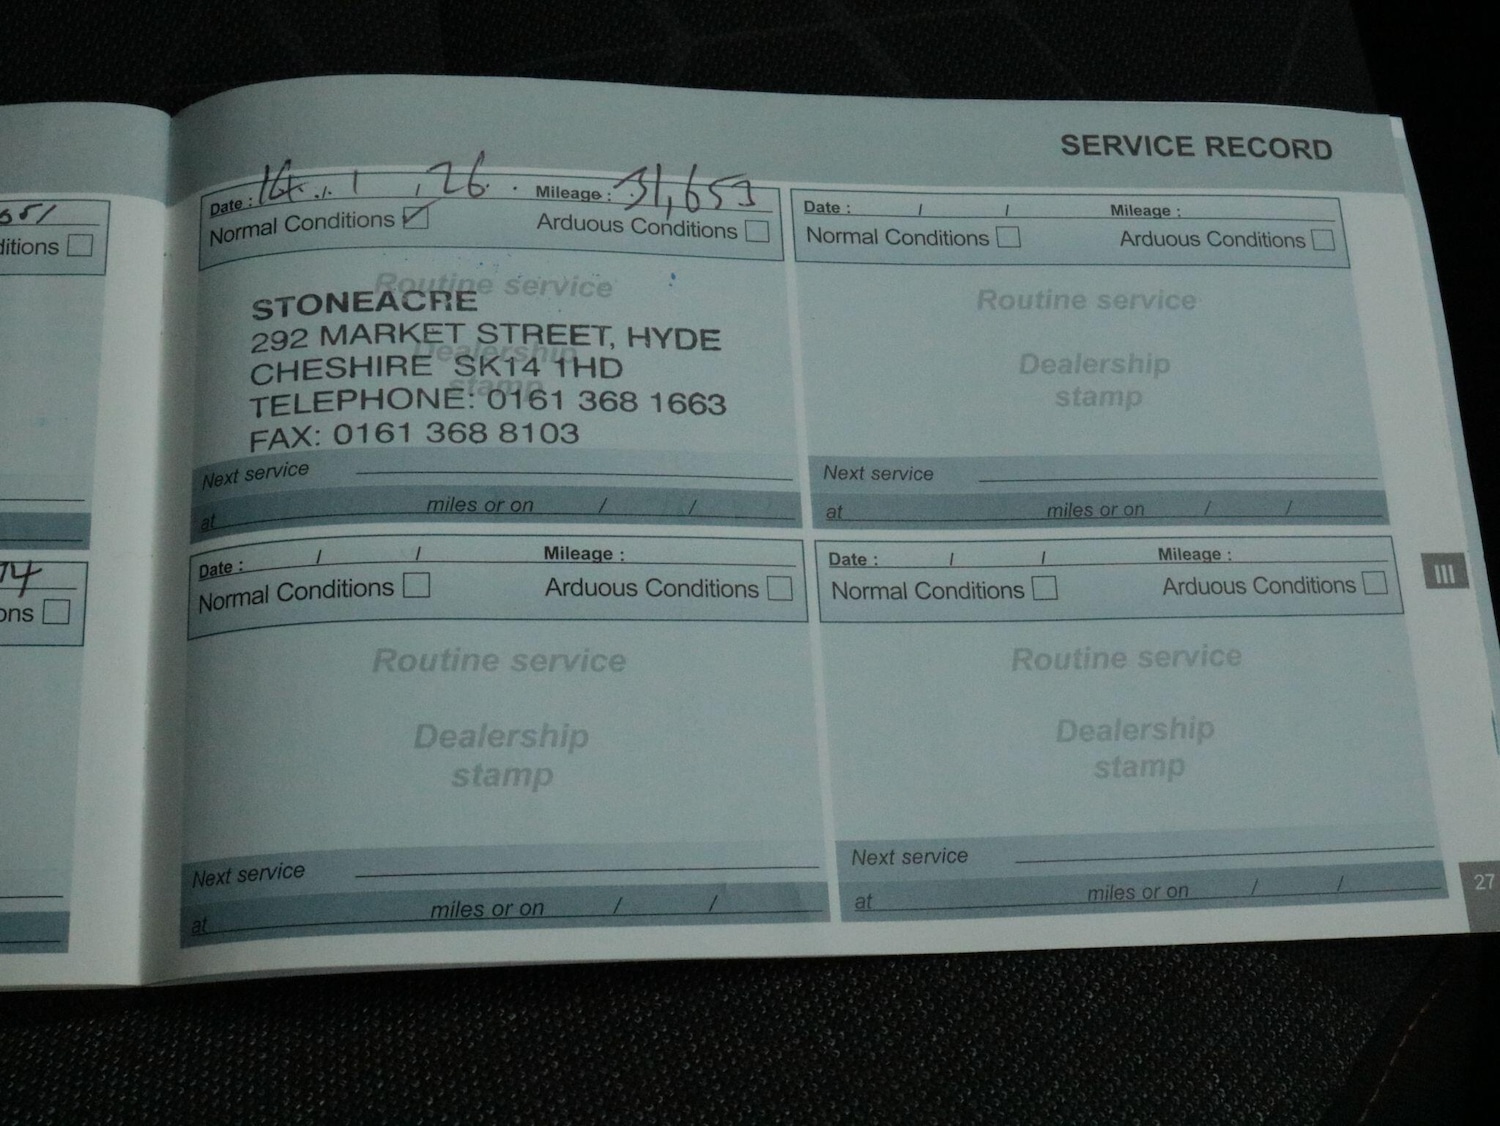 SERVICE RECORD
Date : 14 / 1 / 26 Mileage : 31,653
Normal Conditions Arduous Conditions
Routine service
Dealership
stamp
STONEACRE
292 MARKET STREET, HYDE
CHESHIRE SK14 1HD
TELEPHONE: 0161 368 1663
FAX: 0161 368 8103
Next service
at miles or on / /
Date : / / Mileage :
Normal Conditions Arduous Conditions
Routine service
Dealership
stamp
Next service
at miles or on / /
Date : / / Mileage :
Normal Conditions Arduous Conditions
Routine service
Dealership
stamp
Next service
at miles or on / /
Date : / / Mileage :
Normal Conditions Arduous Conditions
Routine service
Dealership
stamp
Next service
at miles or on / /
III
27